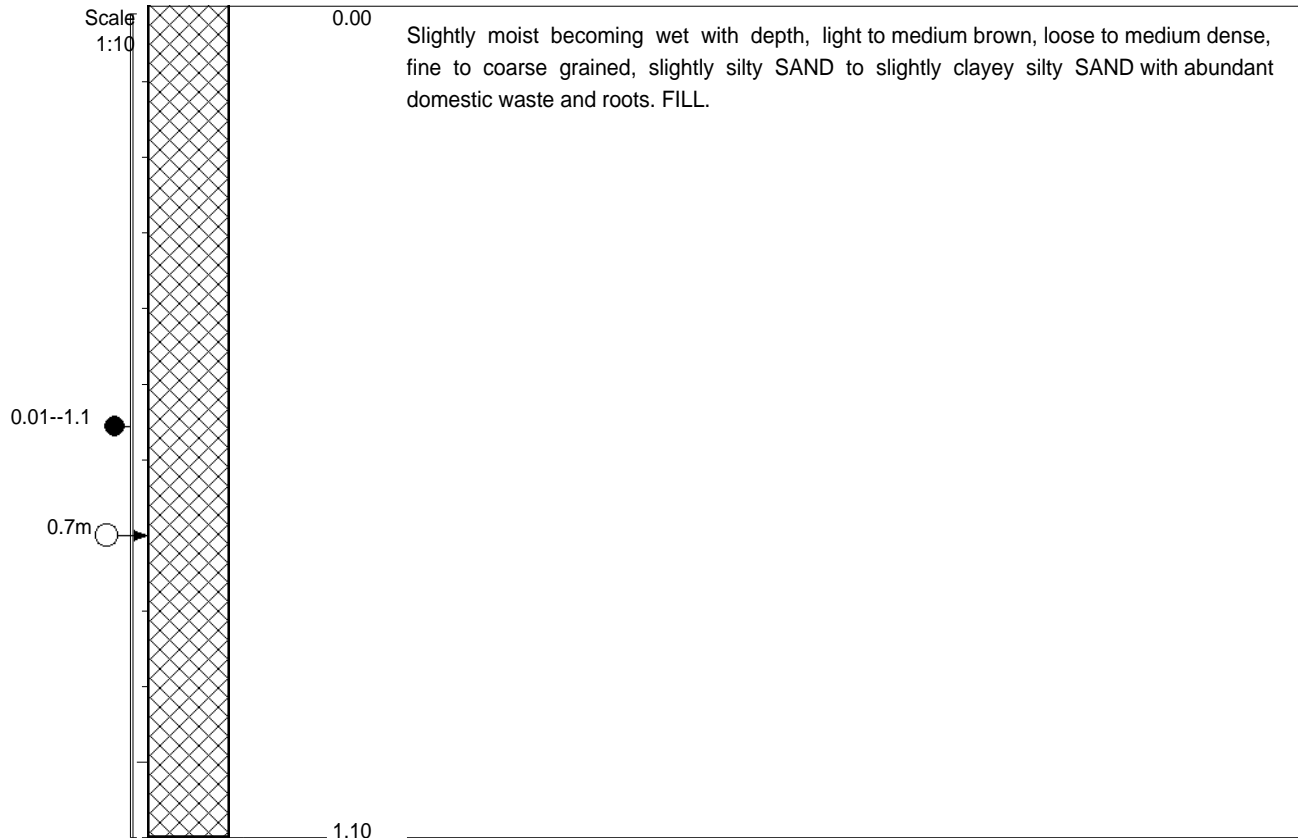 Scale
1:10
0.00
Slightly moist becoming wet with depth, light to medium brown, loose to medium dense,
fine to coarse grained, slightly silty SAND to slightly clayey silty SAND with abundant
domestic waste and roots. FILL.
0.01--1.1
0.7m
1.10